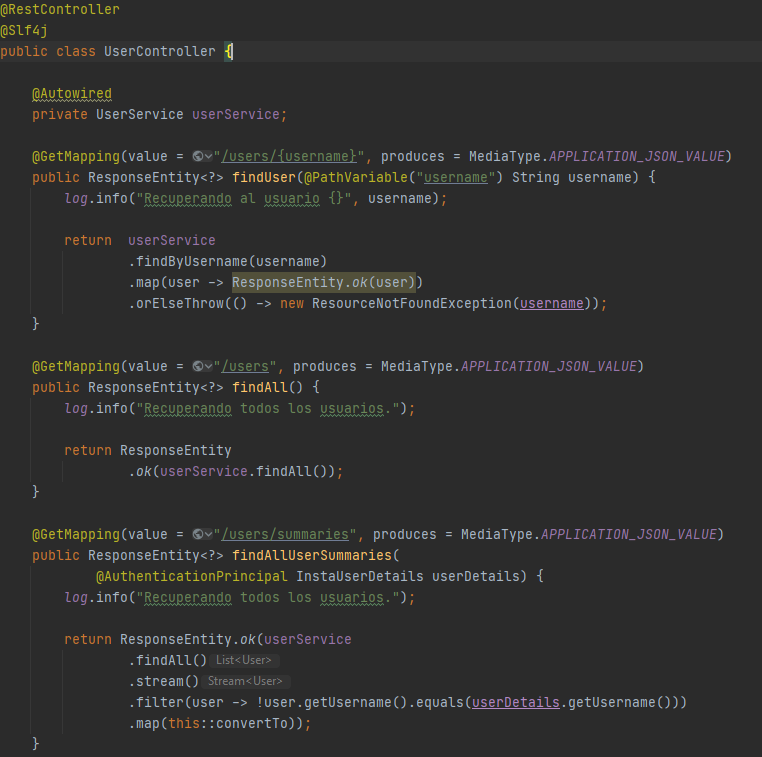 @RestController
@Slf4j
public class UserController {
@Autowired
private UserService userService;
@GetMapping(value = "/users/{username}", produces = MediaType.APPLICATION_JSON_VALUE)
public ResponseEntity<?> findUser(@PathVariable("username") String username) {
log.info("Recuperando al usuario {}", username);
return  userService
.findByUsername(username)
.map(user -> ResponseEntity.ok(user))
.orElseThrow(() -> new ResourceNotFoundException(username));
}
@GetMapping(value = "/users", produces = MediaType.APPLICATION_JSON_VALUE)
public ResponseEntity<?> findAll() {
log.info("Recuperando todos los usuarios.");
return ResponseEntity
.ok(userService.findAll());
}
@GetMapping(value = "/users/summaries", produces = MediaType.APPLICATION_JSON_VALUE)
public ResponseEntity<?> findAllUserSummaries(
@AuthenticationPrincipal InstaUserDetails userDetails) {
log.info("Recuperando todos los usuarios.");
return ResponseEntity.ok(userService
.findAll() List<User>
.stream() Stream<User>
.filter(user -> !user.getUsername().equals(userDetails.getUsername()))
.map(this::convertTo));
}